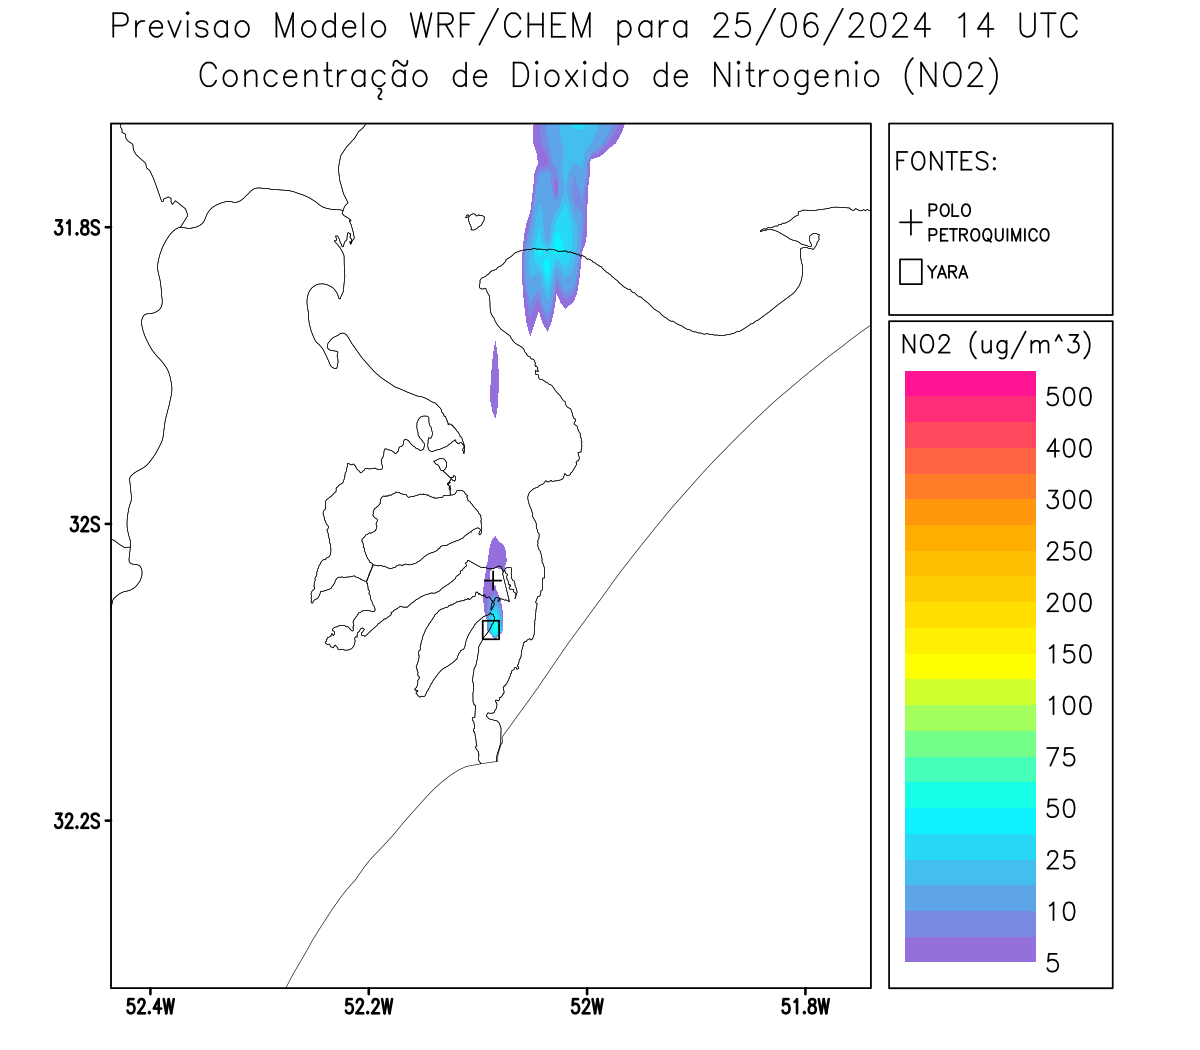 Previsao Modelo WRF/CHEM para 25/06/2024 14 UTC
Concentração de Dioxido de Nitrogenio (NO2)
FONTES:
POLO
PETROQUIMICO
YARA
31.8S
32S
32.2S
52.4W
52.2W
52W
51.8W
NO2 (ug/m^3)
500
400
300
250
200
150
100
75
50
25
10
5